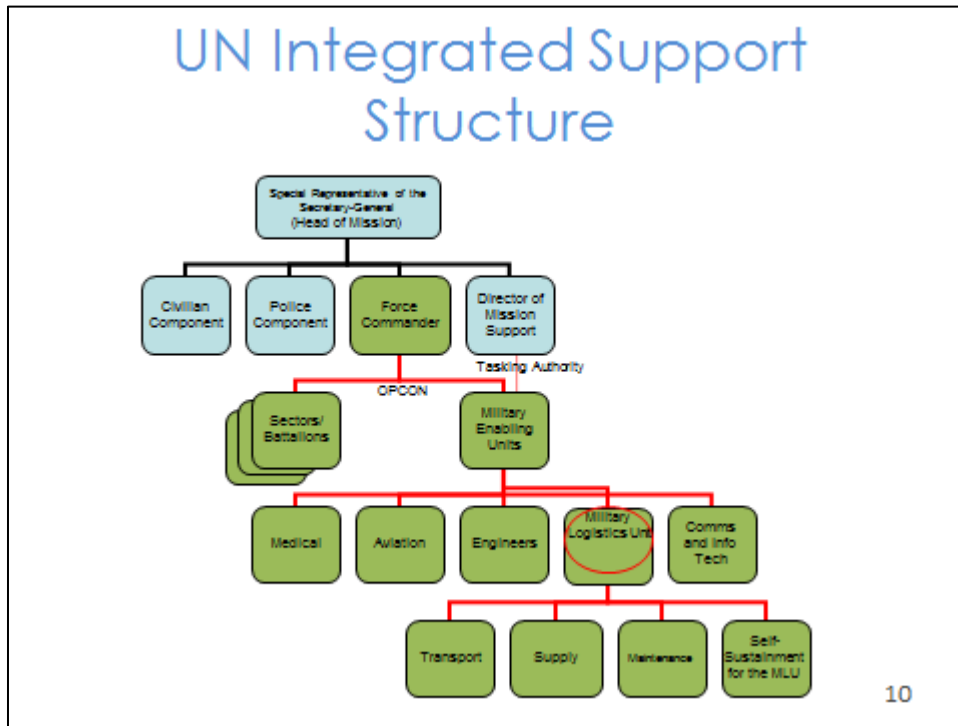 UN Integrated Support
Structure
Special Representative of the
Secretary-General
(Head of Mission)
Civilian
Component
Police
Component
Force
Commander
Director of
Mission
Support
Tasking Authority
OPCON
Sectors/
Battalions
Military
Enabling
Units
Medical
Aviation
Engineers
Military
Logistics Unit
Comms
and Info
Tech
Transport
Supply
Maintenance
Self-
Sustainment
for the MLU
10